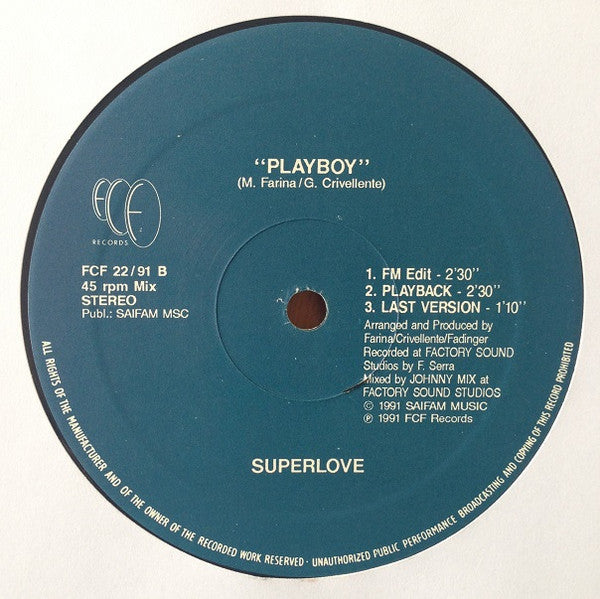 "PLAYBOY"
(M. Farina/G. Crivellente)
FCF
RECORDS
FCF 22/91 B
45 rpm Mix
STEREO
Publ.: SAIFAM MSC
1. FM Edit - 2'30''
2. PLAYBACK - 2'30''
3. LAST VERSION - 1'10''
Arranged and Produced by
Farina/Crivellente/Fadinger
Recorded at FACTORY SOUND
Studios by F. Serra
Mixed by JOHNNY MIX at
FACTORY SOUND STUDIOS
© 1991 SAIFAM MUSIC
℗ 1991 FCF Records
SUPERLOVE
ALL RIGHTS OF THE MANUFACTURER AND OF THE OWNER OF THE RECORDED WORK RESERVED · UNAUTHORIZED PUBLIC PERFORMANCE BROADCASTING AND COPYING OF THIS RECORD PROHIBITED